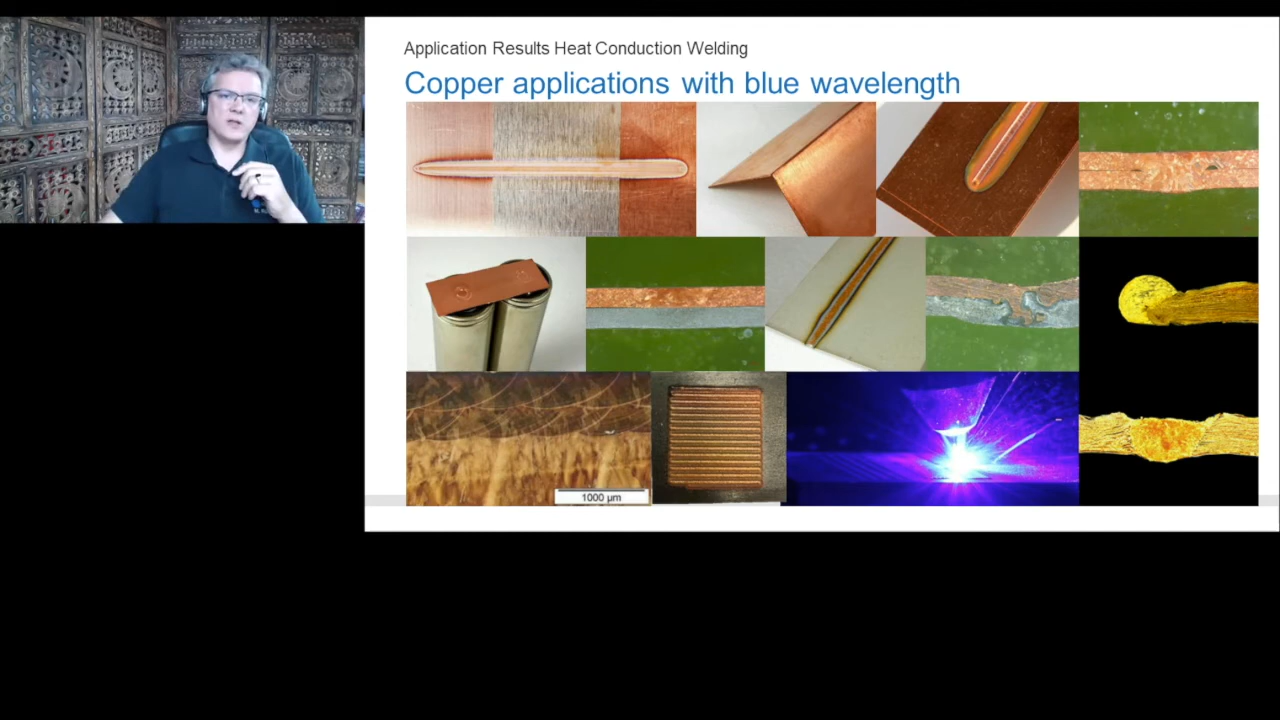 Application Results Heat Conduction Welding
Copper applications with blue wavelength
1000 µm